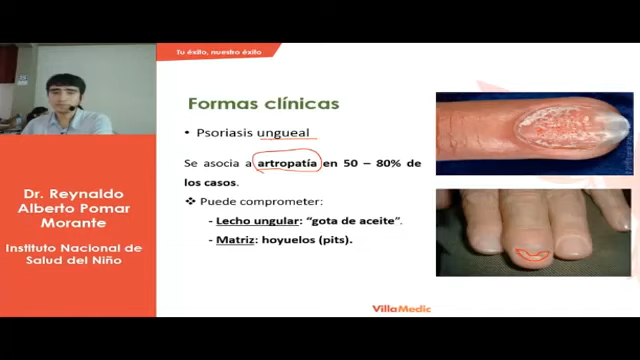 Tu éxito, nuestro éxito
Formas clínicas
• Psoriasis ungueal
Se asocia a artropatía en 50 – 80% de
los casos.
❖ Puede comprometer:
- Lecho ungular: “gota de aceite”.
- Matriz: hoyuelos (pits).
Dr. Reynaldo
Alberto Pomar
Morante
Instituto Nacional de
Salud del Niño
VillaMedic